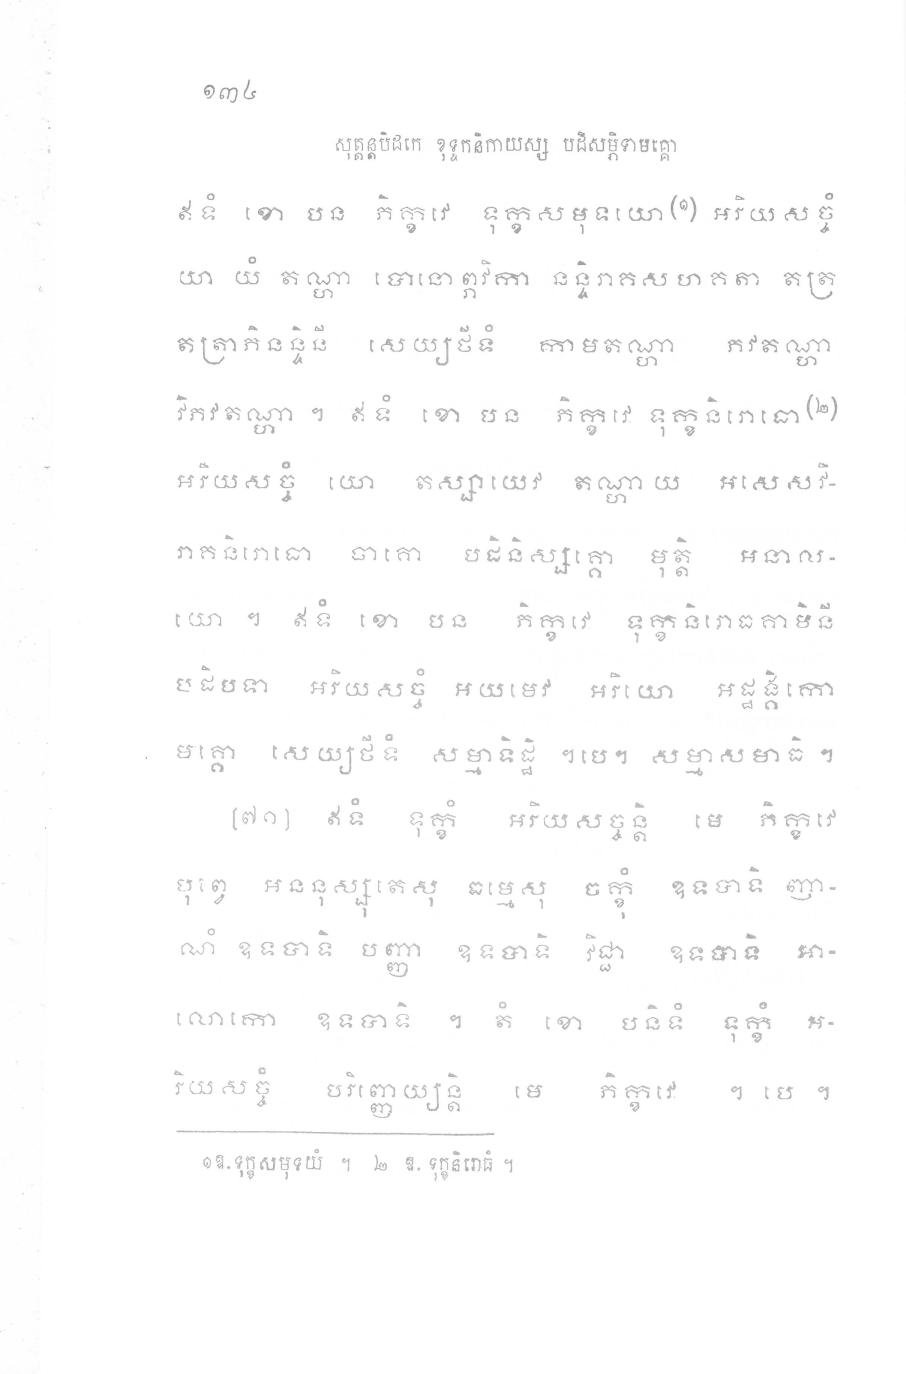 ១៣៤
សុត្តន្តបិដកេ ខុទ្ទកនិកាយស្ស បដិសម្ភិទាមគ្គោ
ឥទំ ខោ បន ភិក្ខវេ ទុក្ខសមុទយោ(១) អរិយសច្ចំ
យា យំ តណ្ហា ពោនោព្ភវិកា នន្ទិរាគសហគតា តត្រ
តត្រាភិនន្ទិនី សេយ្យថីទំ កាមតណ្ហា ភវតណ្ហា
វិភវតណ្ហា ។ ឥទំ ខោ បន ភិក្ខវេ ទុក្ខនិរោធោ(២)
អរិយសច្ចំ យោ តស្សាយេវ តណ្ហាយ អសេសវិ-
រាគនិរោធោ ចាគោ បដិនិស្សគ្គោ មុត្តិ អនាល-
យោ ។ ឥទំ ខោ បន ភិក្ខវេ ទុក្ខនិរោធគាមិនី
បដិបទា អរិយសច្ចំ អយមេវ អរិយោ អដ្ឋង្គិកោ
មគ្គោ សេយ្យថីទំ សម្មាទិដ្ឋិ ។បេ។ សម្មាសមាធិ ។
[៧១] ឥទំ ទុក្ខំ អរិយសច្ចន្តិ មេ ភិក្ខវេ
បុព្វេ អននុស្សុតេសុ ធម្មេសុ ចក្ខុំ ឧទបាទិ ញា-
ណំ ឧទបាទិ បញ្ញា ឧទបាទិ វិជ្ជា ឧទបាទិ អា-
លោកោ ឧទបាទិ ។ តំ ខោ បនិទំ ទុក្ខំ អ-
រិយសច្ចំ បរិញ្ញេយ្យន្តិ មេ ភិក្ខវេ ។ បេ ។
១ឱ.ទុក្ខសមុទយំ ។ ២ ឱ. ទុក្ខនិរោធំ ។